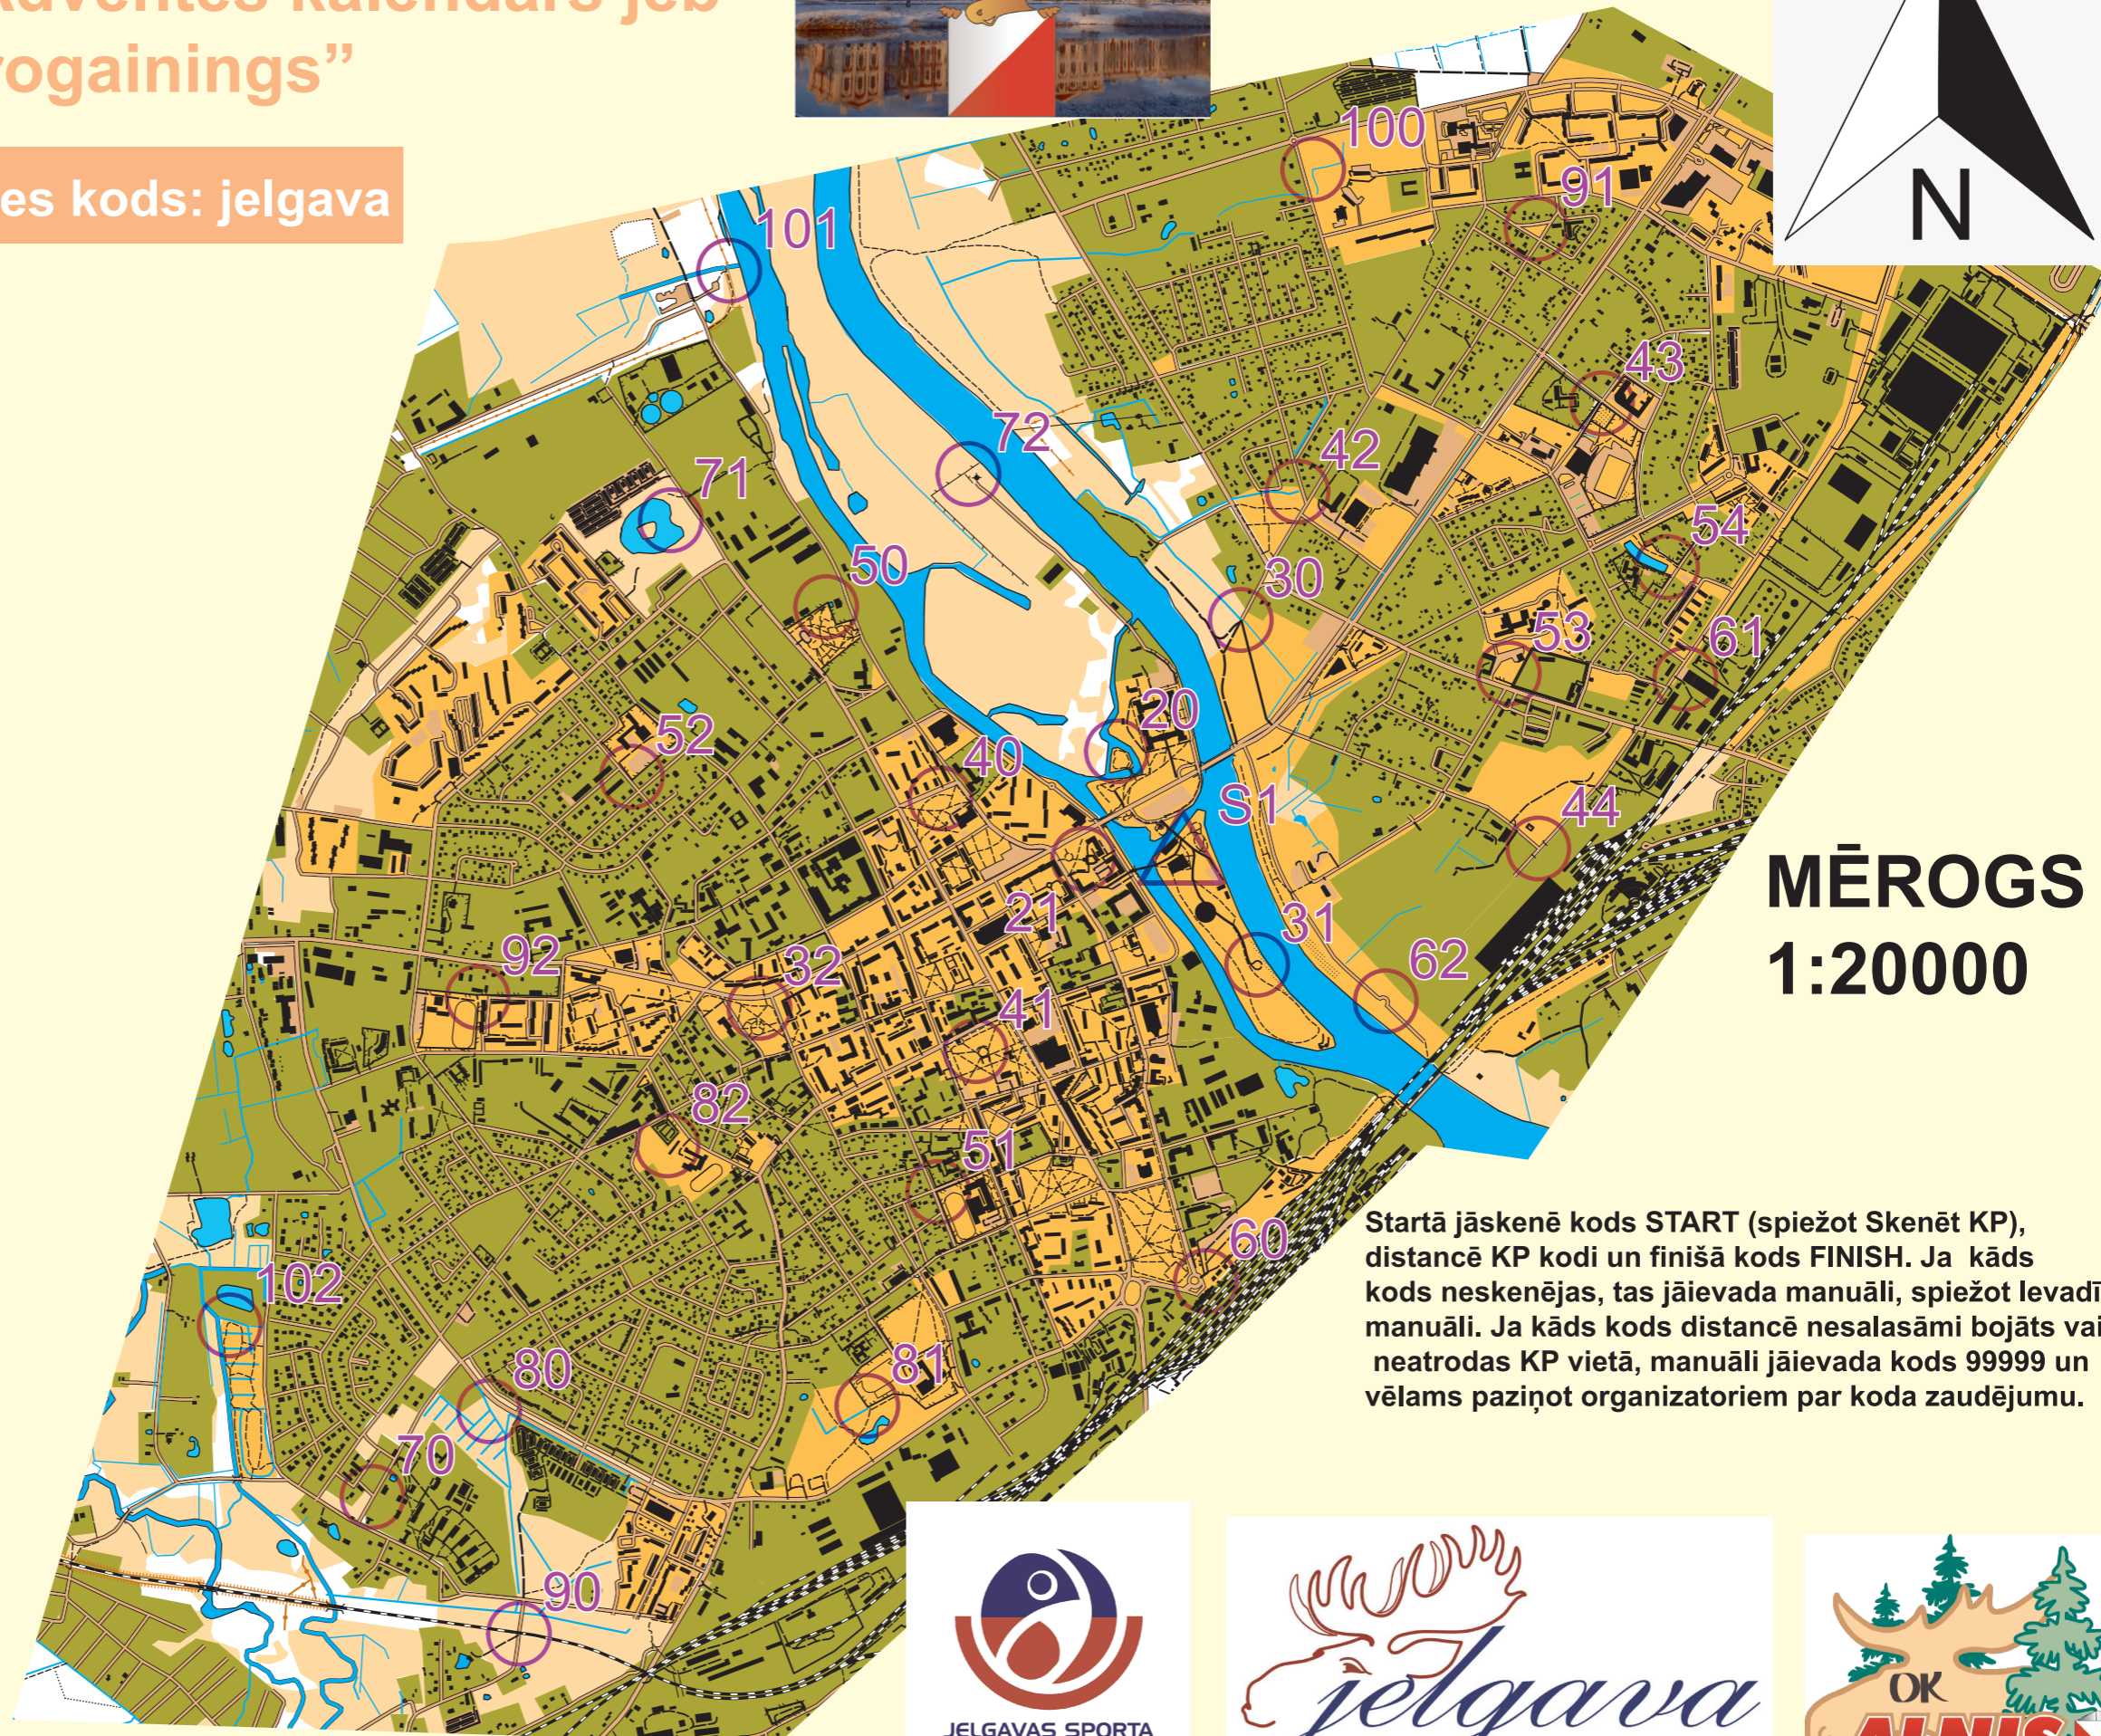 Adventes kalendārs jeb
rogainings”
es kods: jelgava
N
100
91
101
43
72
42
71
54
50
30
53
61
20
52
40
S1
44
MĒROGS
1:20000
21
31
92
32
62
41
82
51
60
102
81
80
70
90
Startā jāskenē kods START (spiežot Skenēt KP),
distancē KP kodi un finišā kods FINISH. Ja kāds
kods neskenējas, tas jāievada manuāli, spiežot Ievadī
manuāli. Ja kāds kods distancē nesalasāmi bojāts vai
neatrodas KP vietā, manuāli jāievada kods 99999 un
vēlams paziņot organizatoriem par koda zaudējumu.
JELGAVAS SPORTA
jelgava
OK
ALNIS